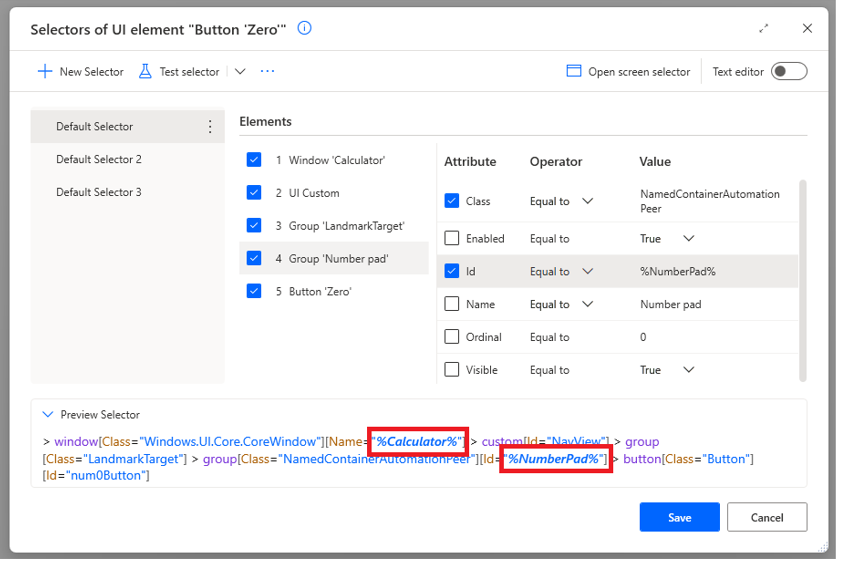 Selectors of UI element "Button 'Zero'"
New Selector
Test selector
Open screen selector
Text editor
Default Selector
Default Selector 2
Default Selector 3
Elements
1 Window 'Calculator'
2 UI Custom
3 Group 'LandmarkTarget'
4 Group 'Number pad'
5 Button 'Zero'
Attribute Operator Value
Class Equal to NamedContainerAutomation
Peer
Enabled Equal to True
Id Equal to %NumberPad%
Name Equal to Number pad
Ordinal Equal to 0
Visible Equal to True
Preview Selector
> window[Class="Windows.UI.Core.CoreWindow"][Name="%Calculator%"] > custom[Id="NavView"] > group
[Class="LandmarkTarget"] > group[Class="NamedContainerAutomationPeer"][Id="%NumberPad%"] > button[Class="Button"]
[Id="num0Button"]
Save
Cancel